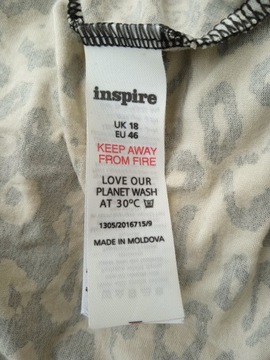 inspire
UK 18
EU 46
KEEP AWAY
FROM FIRE
LOVE OUR
PLANET WASH
AT 30°C
1305/2016715/9
MADE IN MOLDOVA